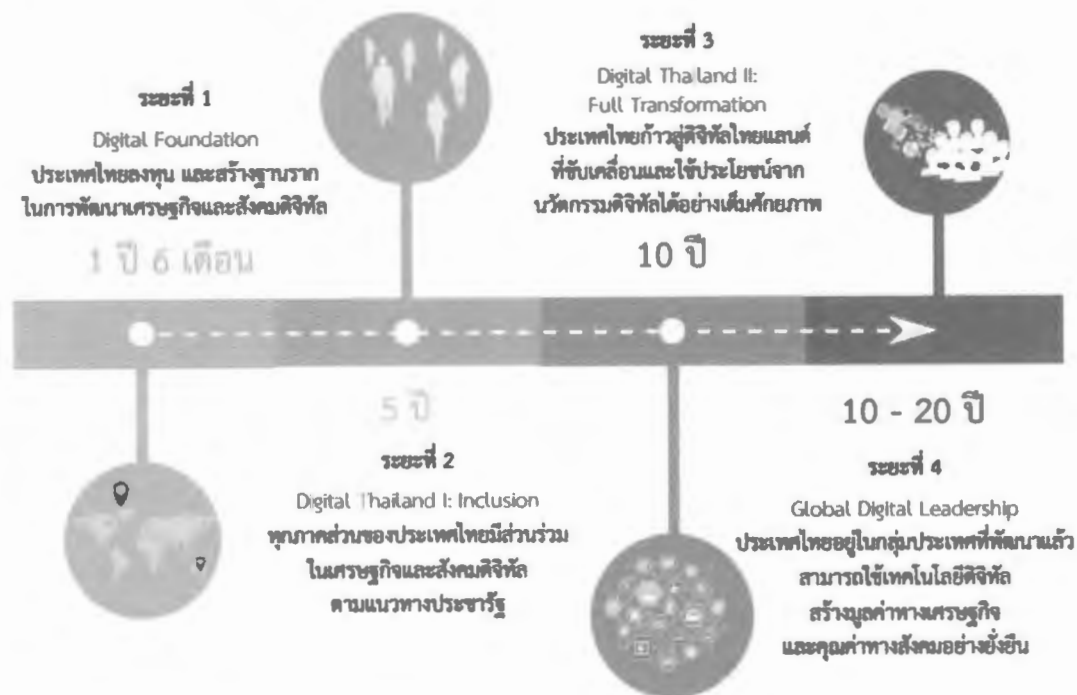 ระยะที่ 1
Digital Foundation
ประเทศไทยลงทุน และสร้างฐานราก
ในการพัฒนาเศรษฐกิจและสังคมดิจิทัล
1 ปี 6 เดือน
5 ปี
ระยะที่ 2
Digital Thailand I: Inclusion
ทุกภาคส่วนของประเทศไทยมีส่วนร่วม
ในเศรษฐกิจและสังคมดิจิทัล
ตามแนวทางประชารัฐ
ระยะที่ 3
Digital Thailand II:
Full Transformation
ประเทศไทยก้าวสู่ดิจิทัลไทยแลนด์
ที่ขับเคลื่อนและใช้ประโยชน์จาก
นวัตกรรมดิจิทัลได้อย่างเต็มศักยภาพ
10 ปี
10 - 20 ปี
ระยะที่ 4
Global Digital Leadership
ประเทศไทยอยู่ในกลุ่มประเทศที่พัฒนาแล้ว
สามารถใช้เทคโนโลยีดิจิทัล
สร้างมูลค่าทางเศรษฐกิจ
และคุณค่าทางสังคมอย่างยั่งยืน